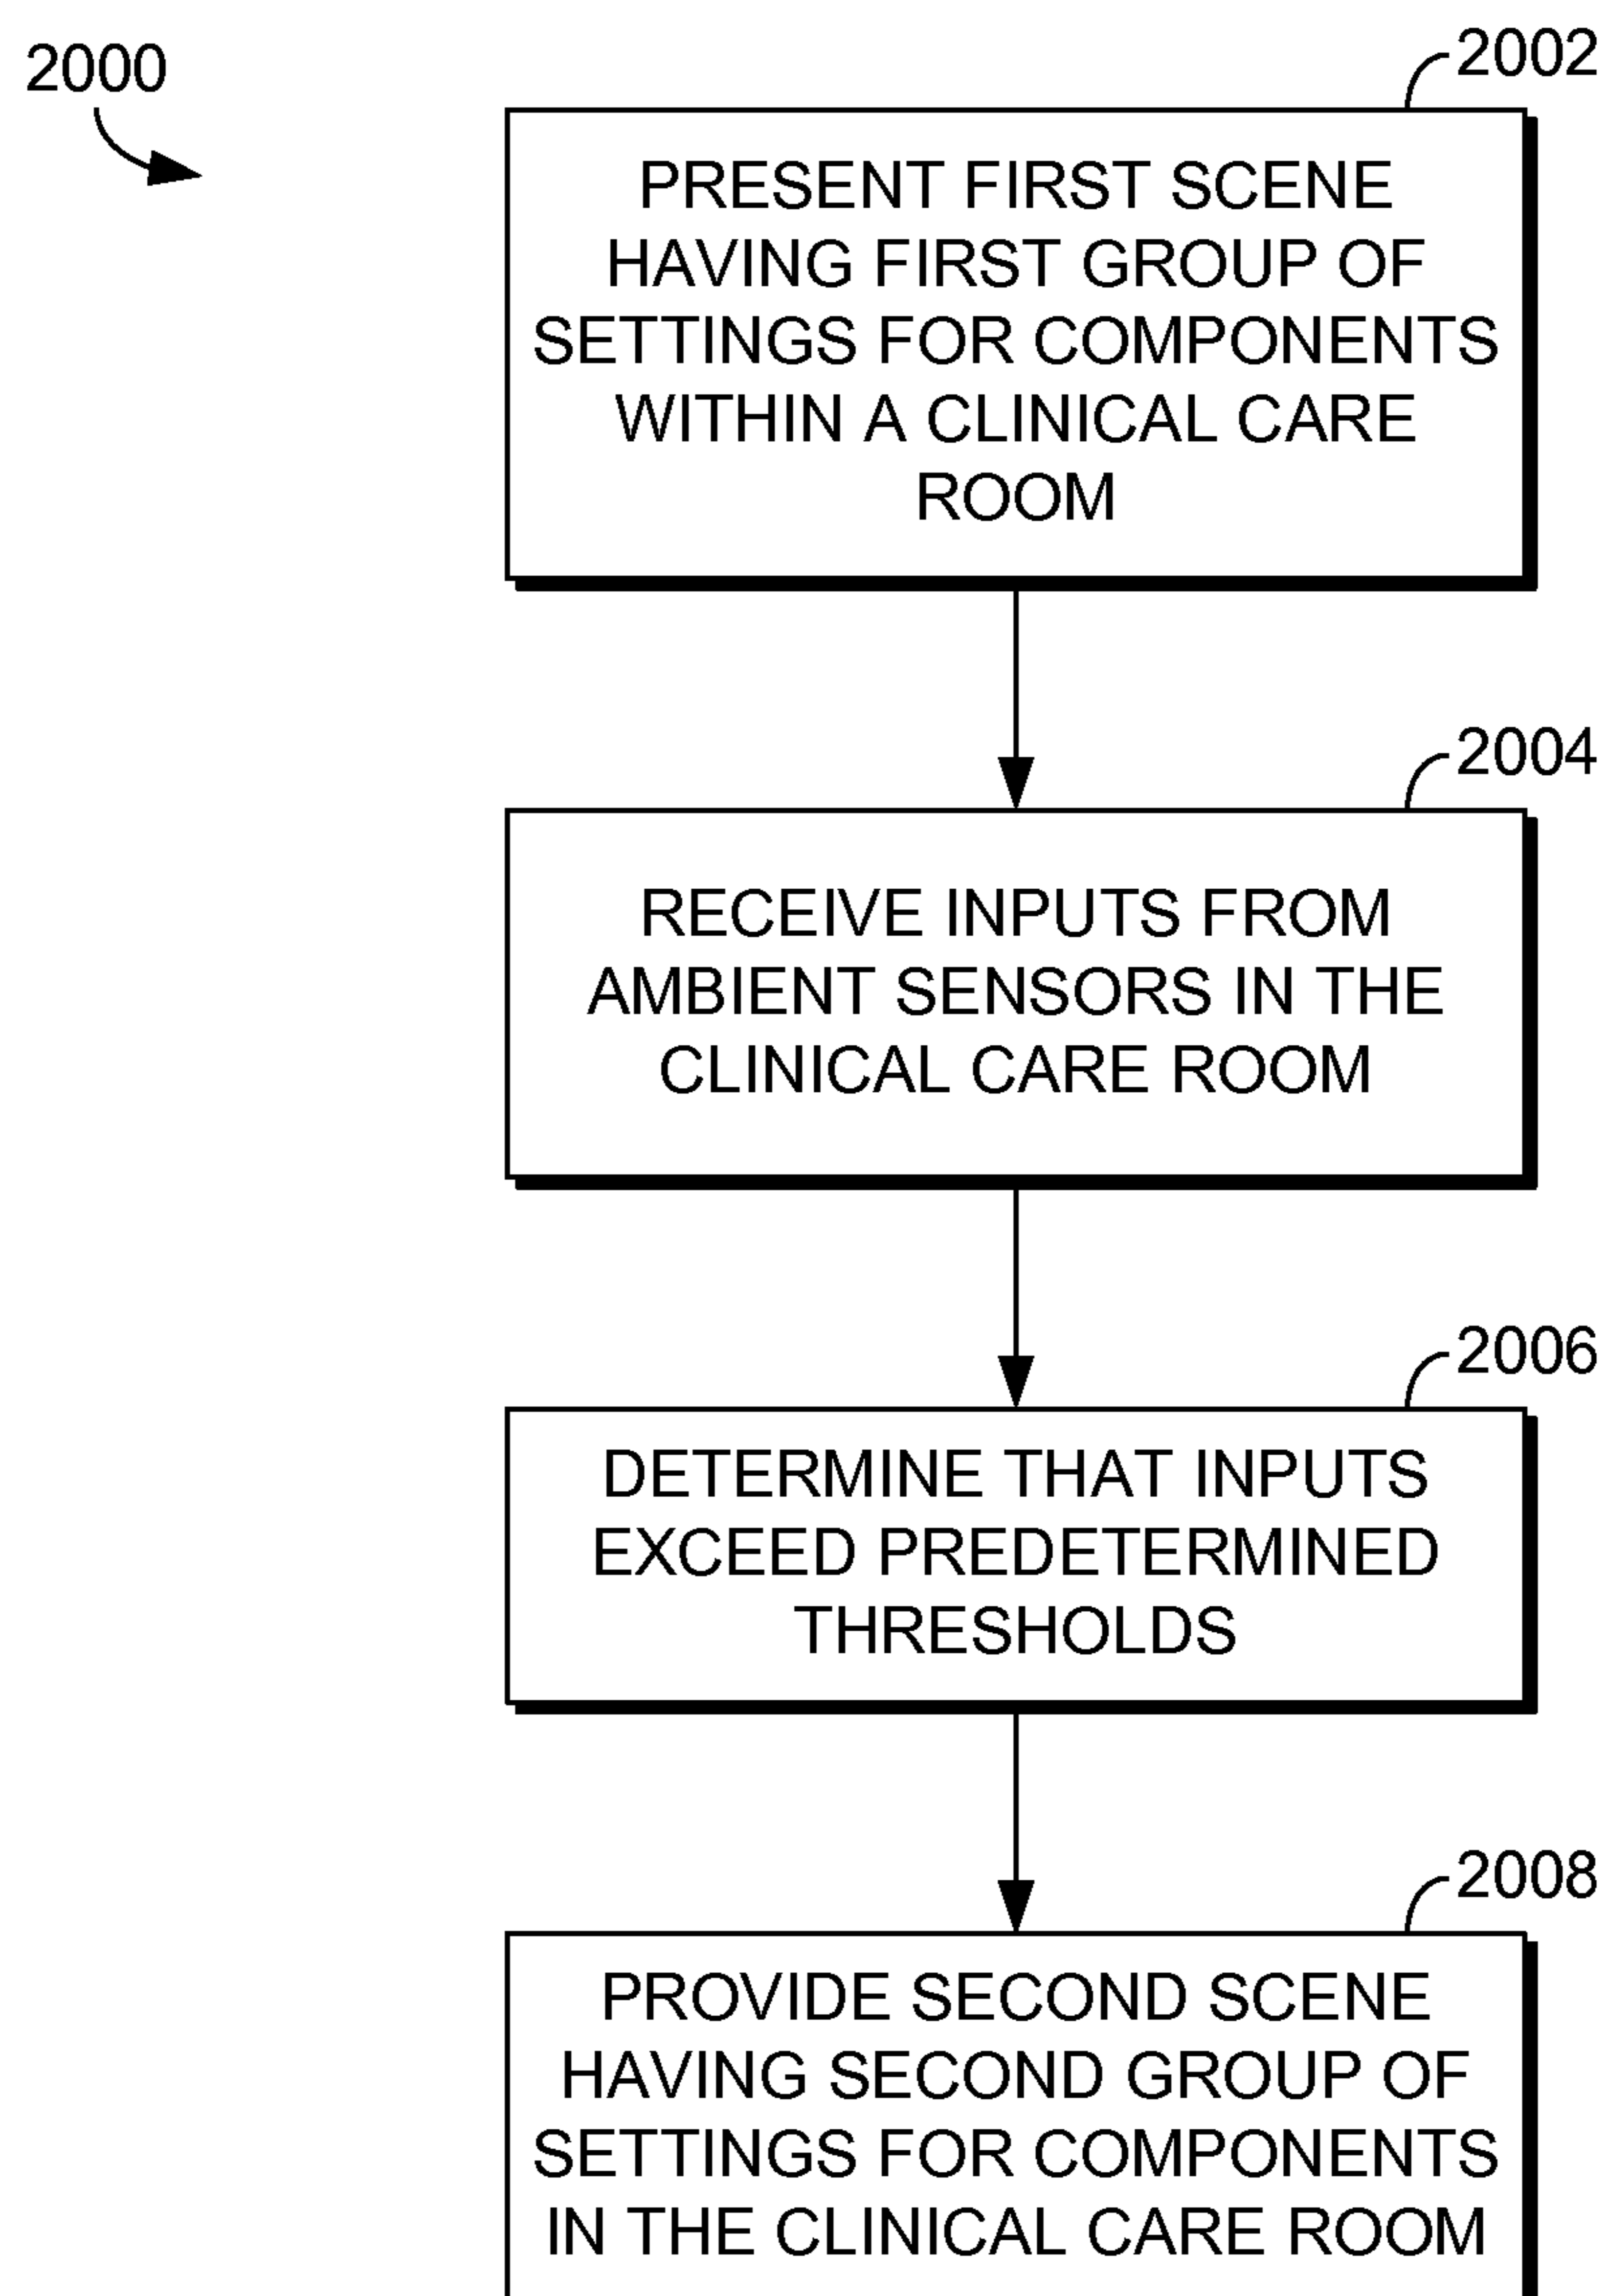 2000
2002
PRESENT FIRST SCENE
HAVING FIRST GROUP OF
SETTINGS FOR COMPONENTS
WITHIN A CLINICAL CARE
ROOM
2004
RECEIVE INPUTS FROM
AMBIENT SENSORS IN THE
CLINICAL CARE ROOM
2006
DETERMINE THAT INPUTS
EXCEED PREDETERMINED
THRESHOLDS
2008
PROVIDE SECOND SCENE
HAVING SECOND GROUP OF
SETTINGS FOR COMPONENTS
IN THE CLINICAL CARE ROOM